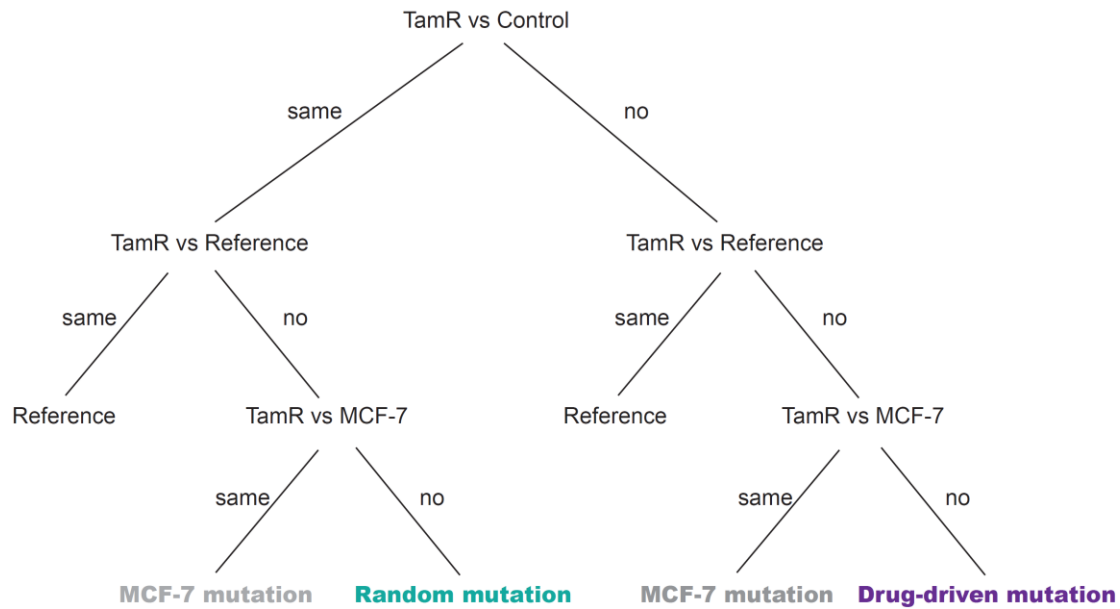 TamR vs Control
same
no
TamR vs Reference
TamR vs Reference
same
no
same
no
Reference
TamR vs MCF-7
Reference
TamR vs MCF-7
same
no
same
no
MCF-7 mutation
Random mutation
MCF-7 mutation
Drug-driven mutation